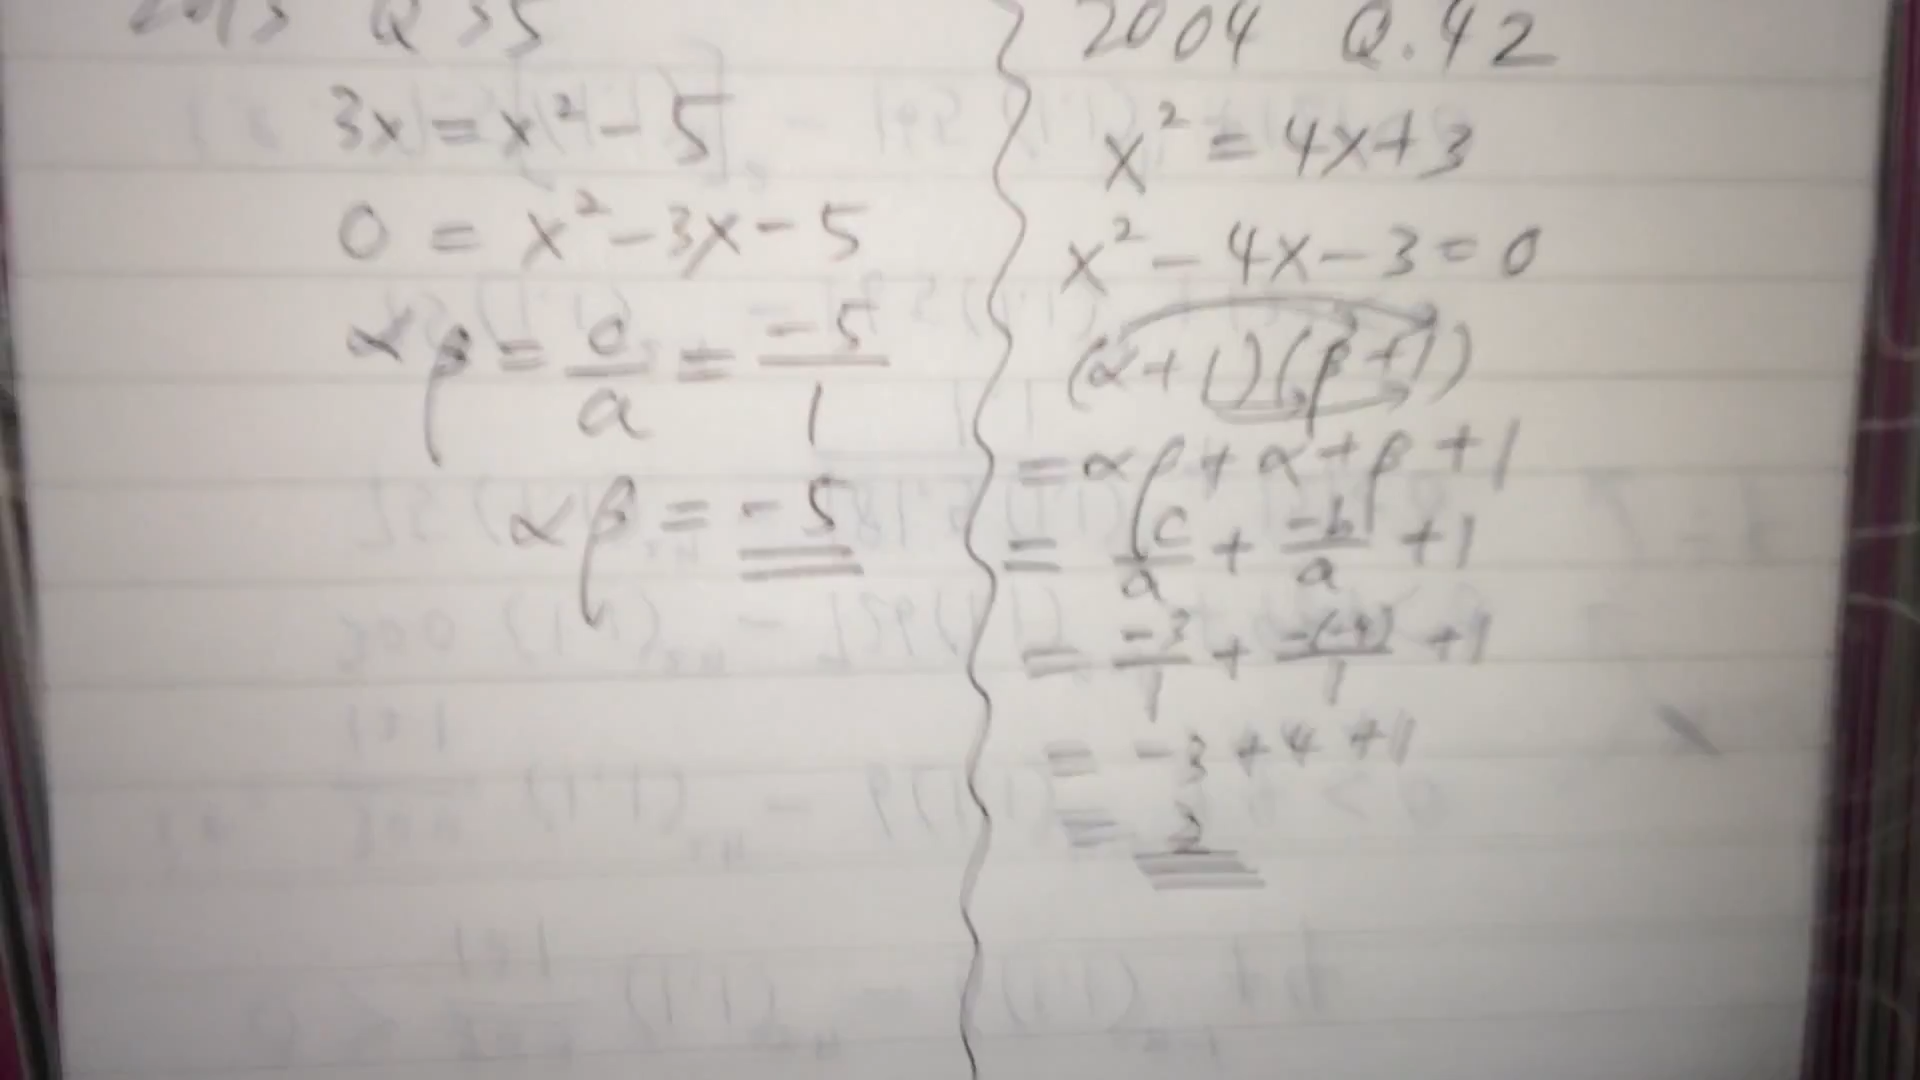 Q 35
3x = x² - 5
0 = x² - 3x - 5
αβ = c/a = -5/1
αβ = -5
2004 Q.42
x² = 4x+3
x² - 4x - 3 = 0
(α+1)(β+1)
= αβ + α+β +1
= c/a + -b/a +1
= -3/1 + -(-4)/1 +1
= -3 +4 +1
= 2